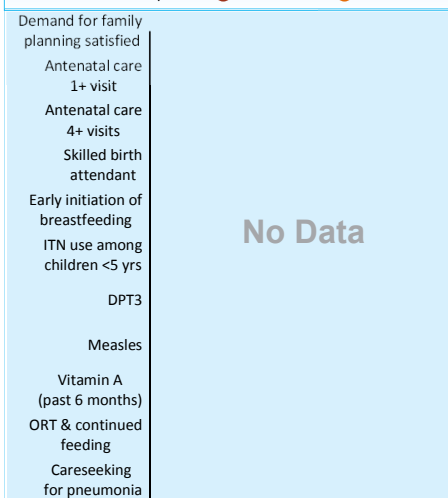 Demand for family
planning satisfied
Antenatal care
1+ visit
Antenatal care
4+ visits
Skilled birth
attendant
Early initiation of
breastfeeding
No Data
ITN use among
children <5 yrs
DPT3
Measles
Vitamin A
(past 6 months)
ORT & continued
feeding
Careseeking
for pneumonia